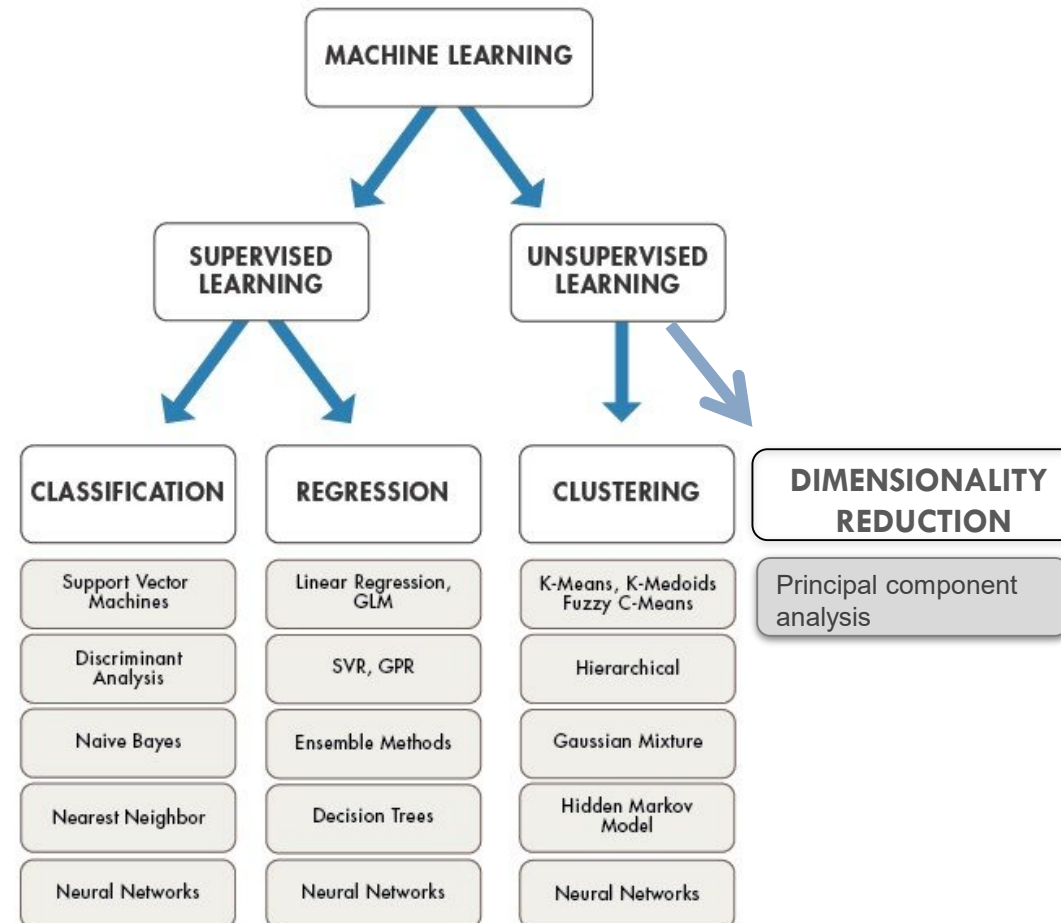 MACHINE LEARNING
SUPERVISED
LEARNING
UNSUPERVISED
LEARNING
CLASSIFICATION
Support Vector
Machines
Discriminant
Analysis
Naive Bayes
Nearest Neighbor
Neural Networks
REGRESSION
Linear Regression,
GLM
SVR, GPR
Ensemble Methods
Decision Trees
Neural Networks
CLUSTERING
K-Means, K-Medoids
Fuzzy C-Means
Hierarchical
Gaussian Mixture
Hidden Markov
Model
Neural Networks
DIMENSIONALITY
REDUCTION
Principal component
analysis